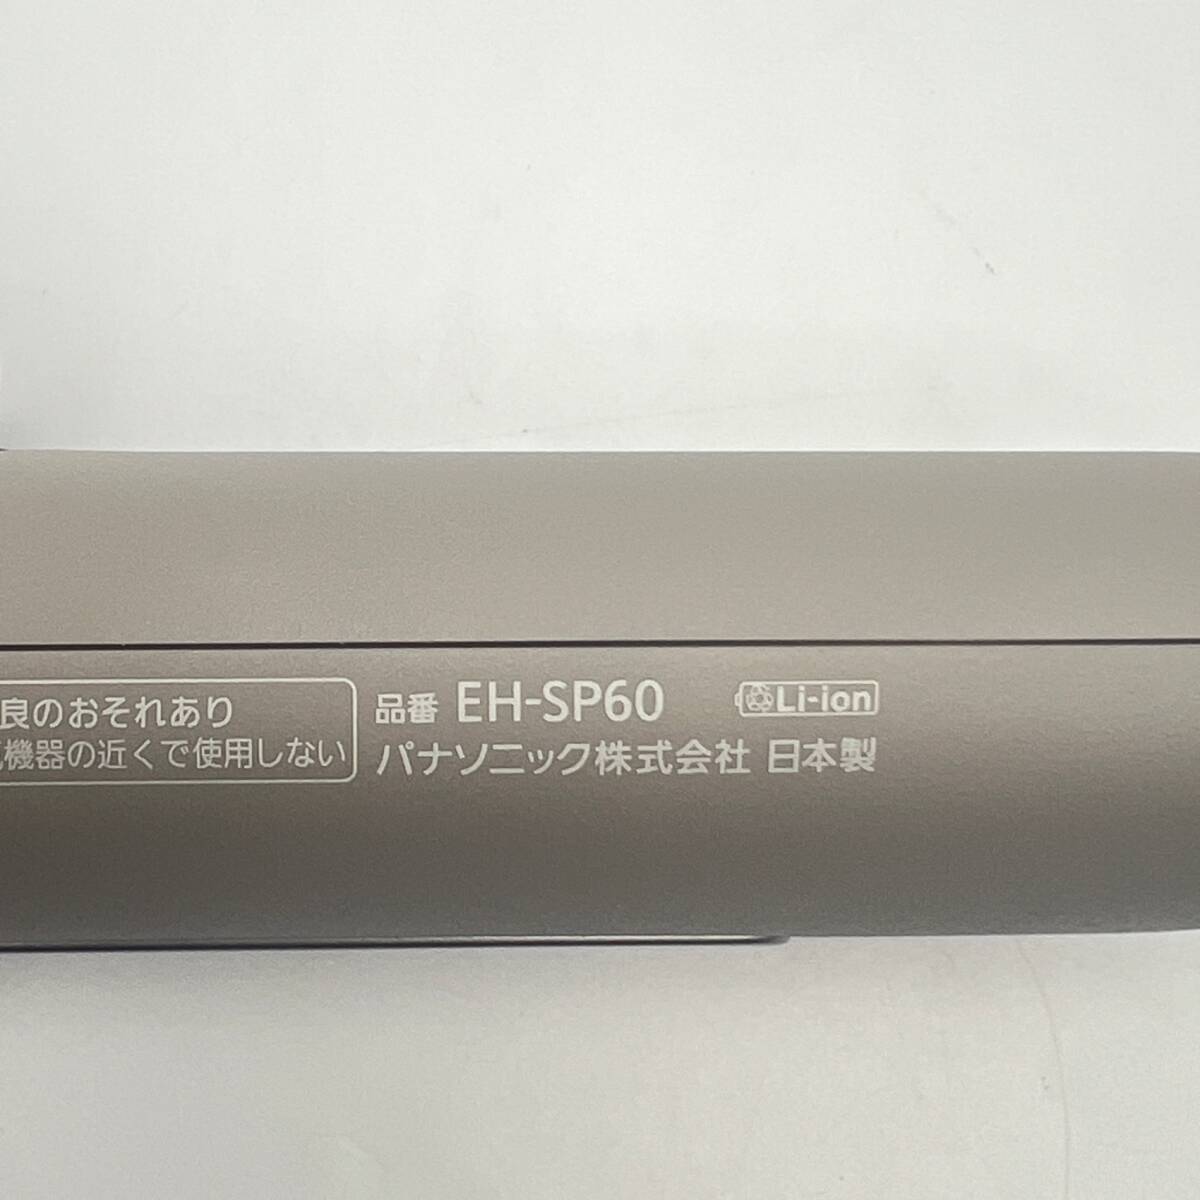 良のおそれあり
機器の近くで使用しない
品番 EH-SP60 Li-ion
パナソニック株式会社 日本製